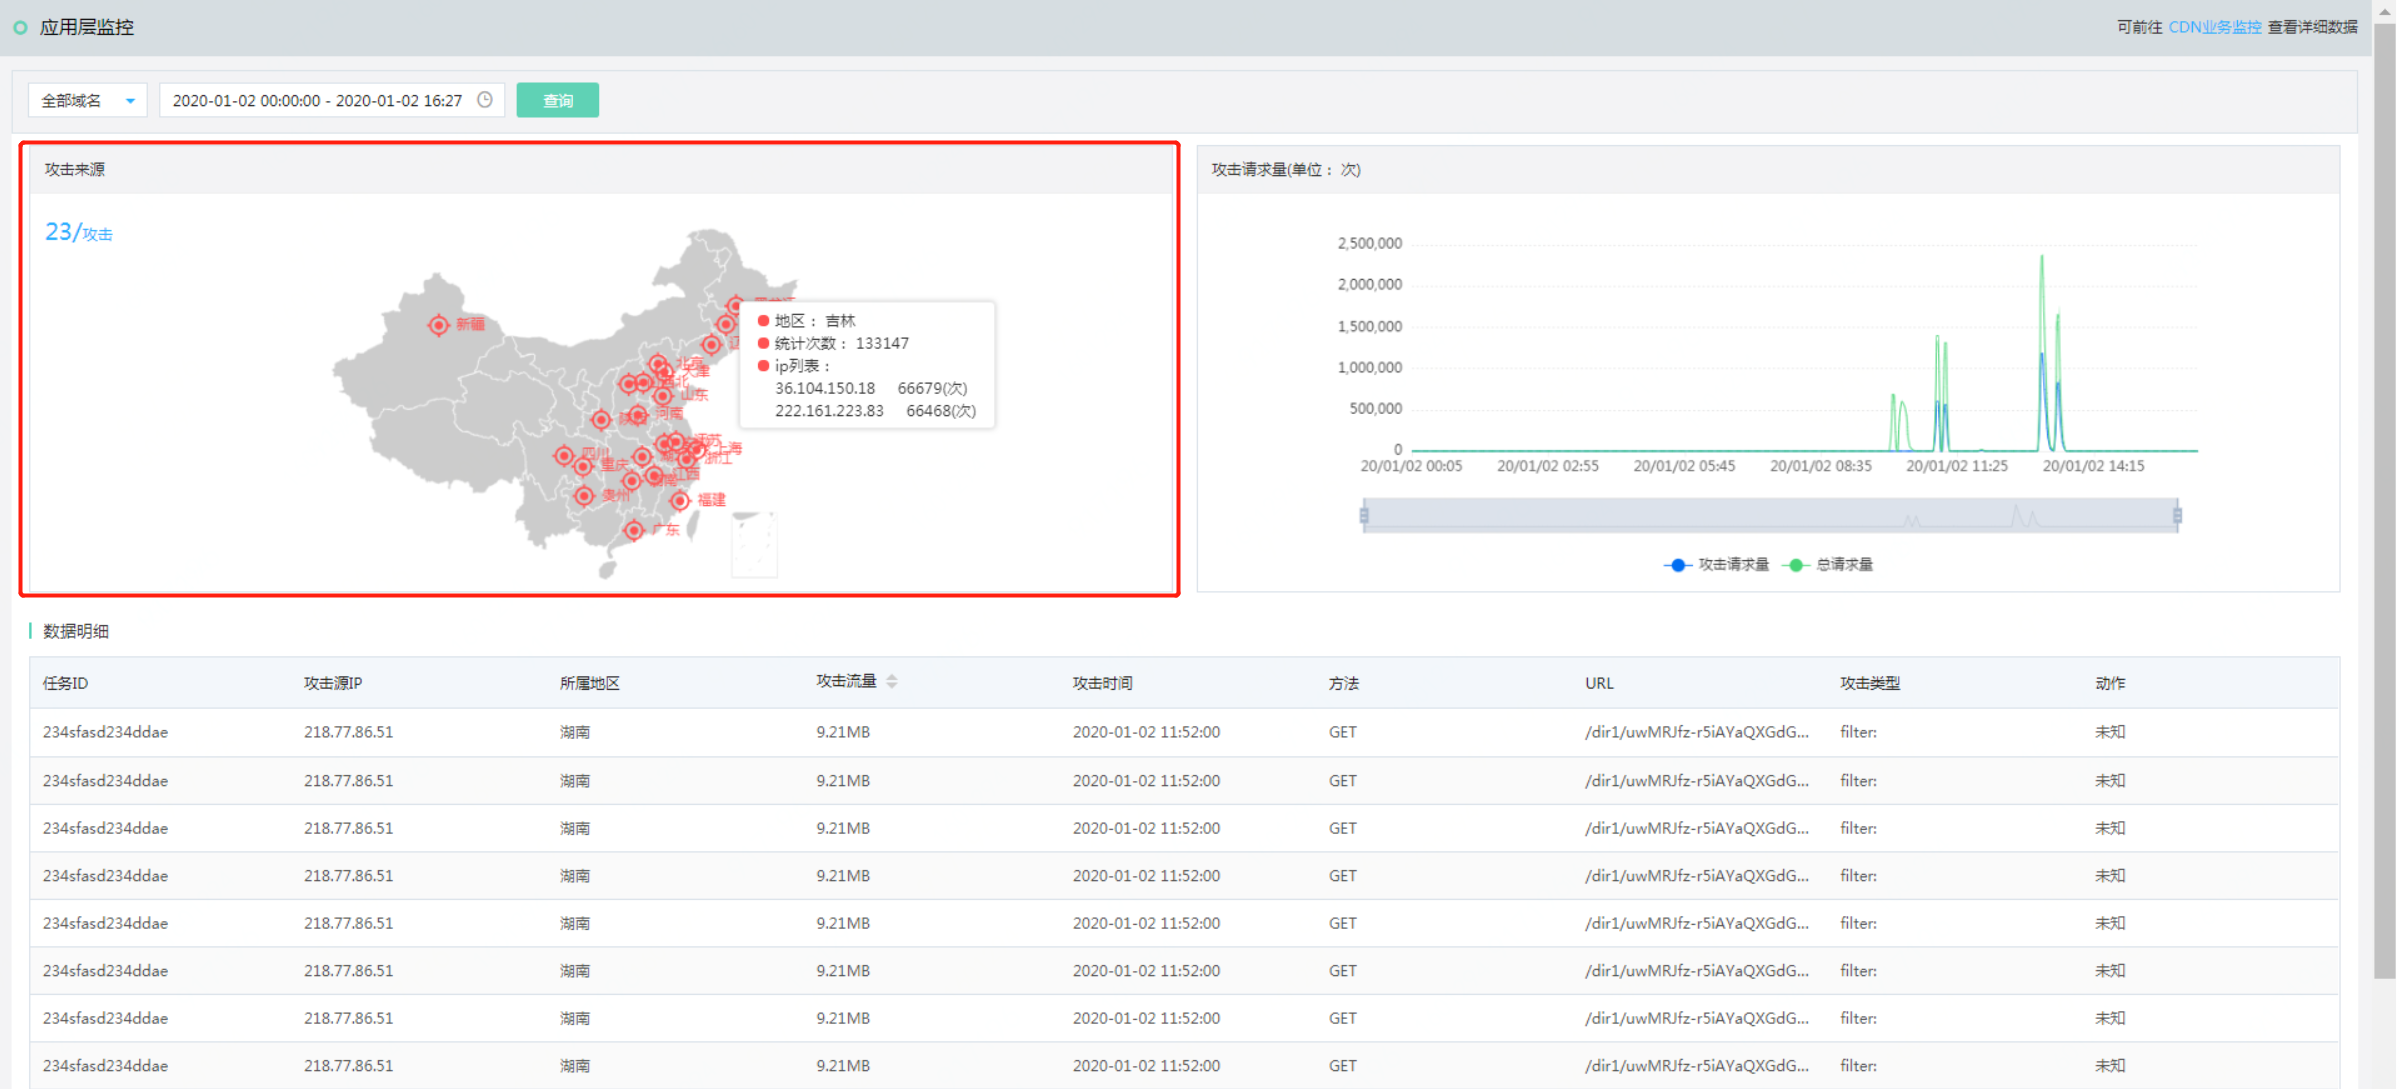 应用层监控
可前往 CDN业务监控 查看详细数据
全部域名
2020-01-02 00:00:00 - 2020-01-02 16:27
查询
攻击来源
23/攻击
新疆
北京
天津
山东
河南
四川
重庆
上海
浙江
江西
贵州
福建
广东
地区： 吉林
统计次数： 133147
ip列表：
36.104.150.18 66679(次)
222.161.223.83 66468(次)
攻击请求量(单位： 次)
2,500,000
2,000,000
1,500,000
1,000,000
500,000
0
20/01/02 00:05 20/01/02 02:55 20/01/02 05:45 20/01/02 08:35 20/01/02 11:25 20/01/02 14:15
攻击请求量 总请求量
数据明细
任务ID 攻击源IP 所属地区 攻击流量 攻击时间 方法 URL 攻击类型 动作
234sfasd234ddae 218.77.86.51 湖南 9.21MB 2020-01-02 11:52:00 GET /dir1/uwMRJfz-r5iAYaQXGdG... filter: 未知
234sfasd234ddae 218.77.86.51 湖南 9.21MB 2020-01-02 11:52:00 GET /dir1/uwMRJfz-r5iAYaQXGdG... filter: 未知
234sfasd234ddae 218.77.86.51 湖南 9.21MB 2020-01-02 11:52:00 GET /dir1/uwMRJfz-r5iAYaQXGdG... filter: 未知
234sfasd234ddae 218.77.86.51 湖南 9.21MB 2020-01-02 11:52:00 GET /dir1/uwMRJfz-r5iAYaQXGdG... filter: 未知
234sfasd234ddae 218.77.86.51 湖南 9.21MB 2020-01-02 11:52:00 GET /dir1/uwMRJfz-r5iAYaQXGdG... filter: 未知
234sfasd234ddae 218.77.86.51 湖南 9.21MB 2020-01-02 11:52:00 GET /dir1/uwMRJfz-r5iAYaQXGdG... filter: 未知
234sfasd234ddae 218.77.86.51 湖南 9.21MB 2020-01-02 11:52:00 GET /dir1/uwMRJfz-r5iAYaQXGdG... filter: 未知
234sfasd234ddae 218.77.86.51 湖南 9.21MB 2020-01-02 11:52:00 GET /dir1/uwMRJfz-r5iAYaQXGdG... filter: 未知